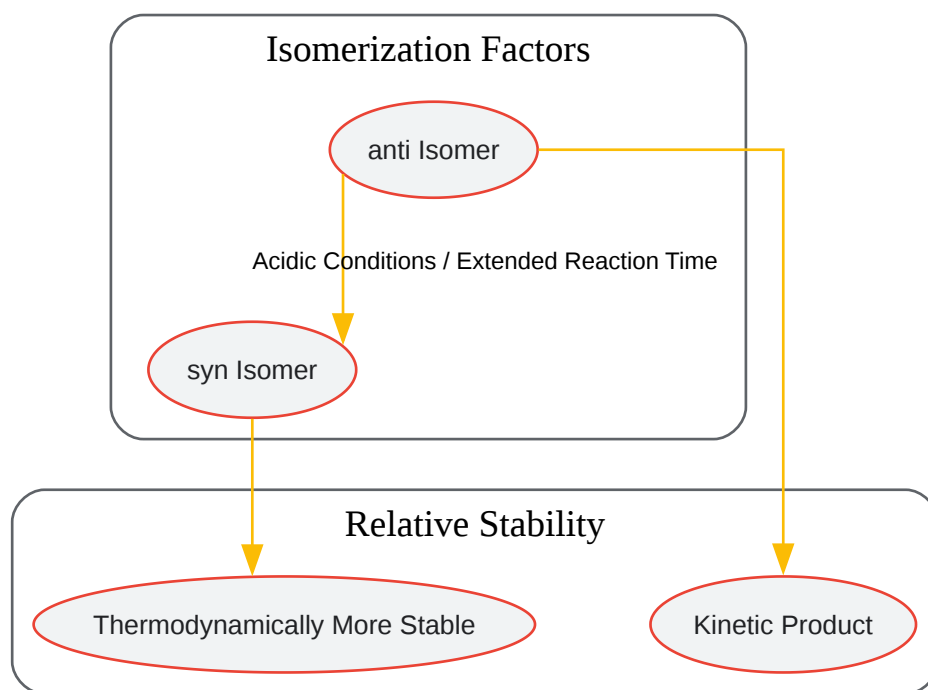 Isomerization Factors
anti Isomer
Acidic Conditions / Extended Reaction Time
syn Isomer
Relative Stability
Thermodynamically More Stable
Kinetic Product